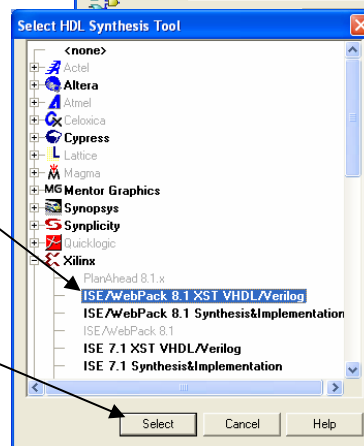 Select HDL Synthesis Tool
<none>
Actel
Altera
Atmel
Celoxica
Cypress
Lattice
Magma
MG Mentor Graphics
Synopsys
Synplicity
Quicklogic
Xilinx
PlanAhead 8.1.x
ISE/WebPack 8.1 XST VHDL/Verilog
ISE/WebPack 8.1 Synthesis&Implementation
ISE/WebPack 8.1
ISE 7.1 XST VHDL/Verilog
ISE 7.1 Synthesis&Implementation
Select Cancel Help